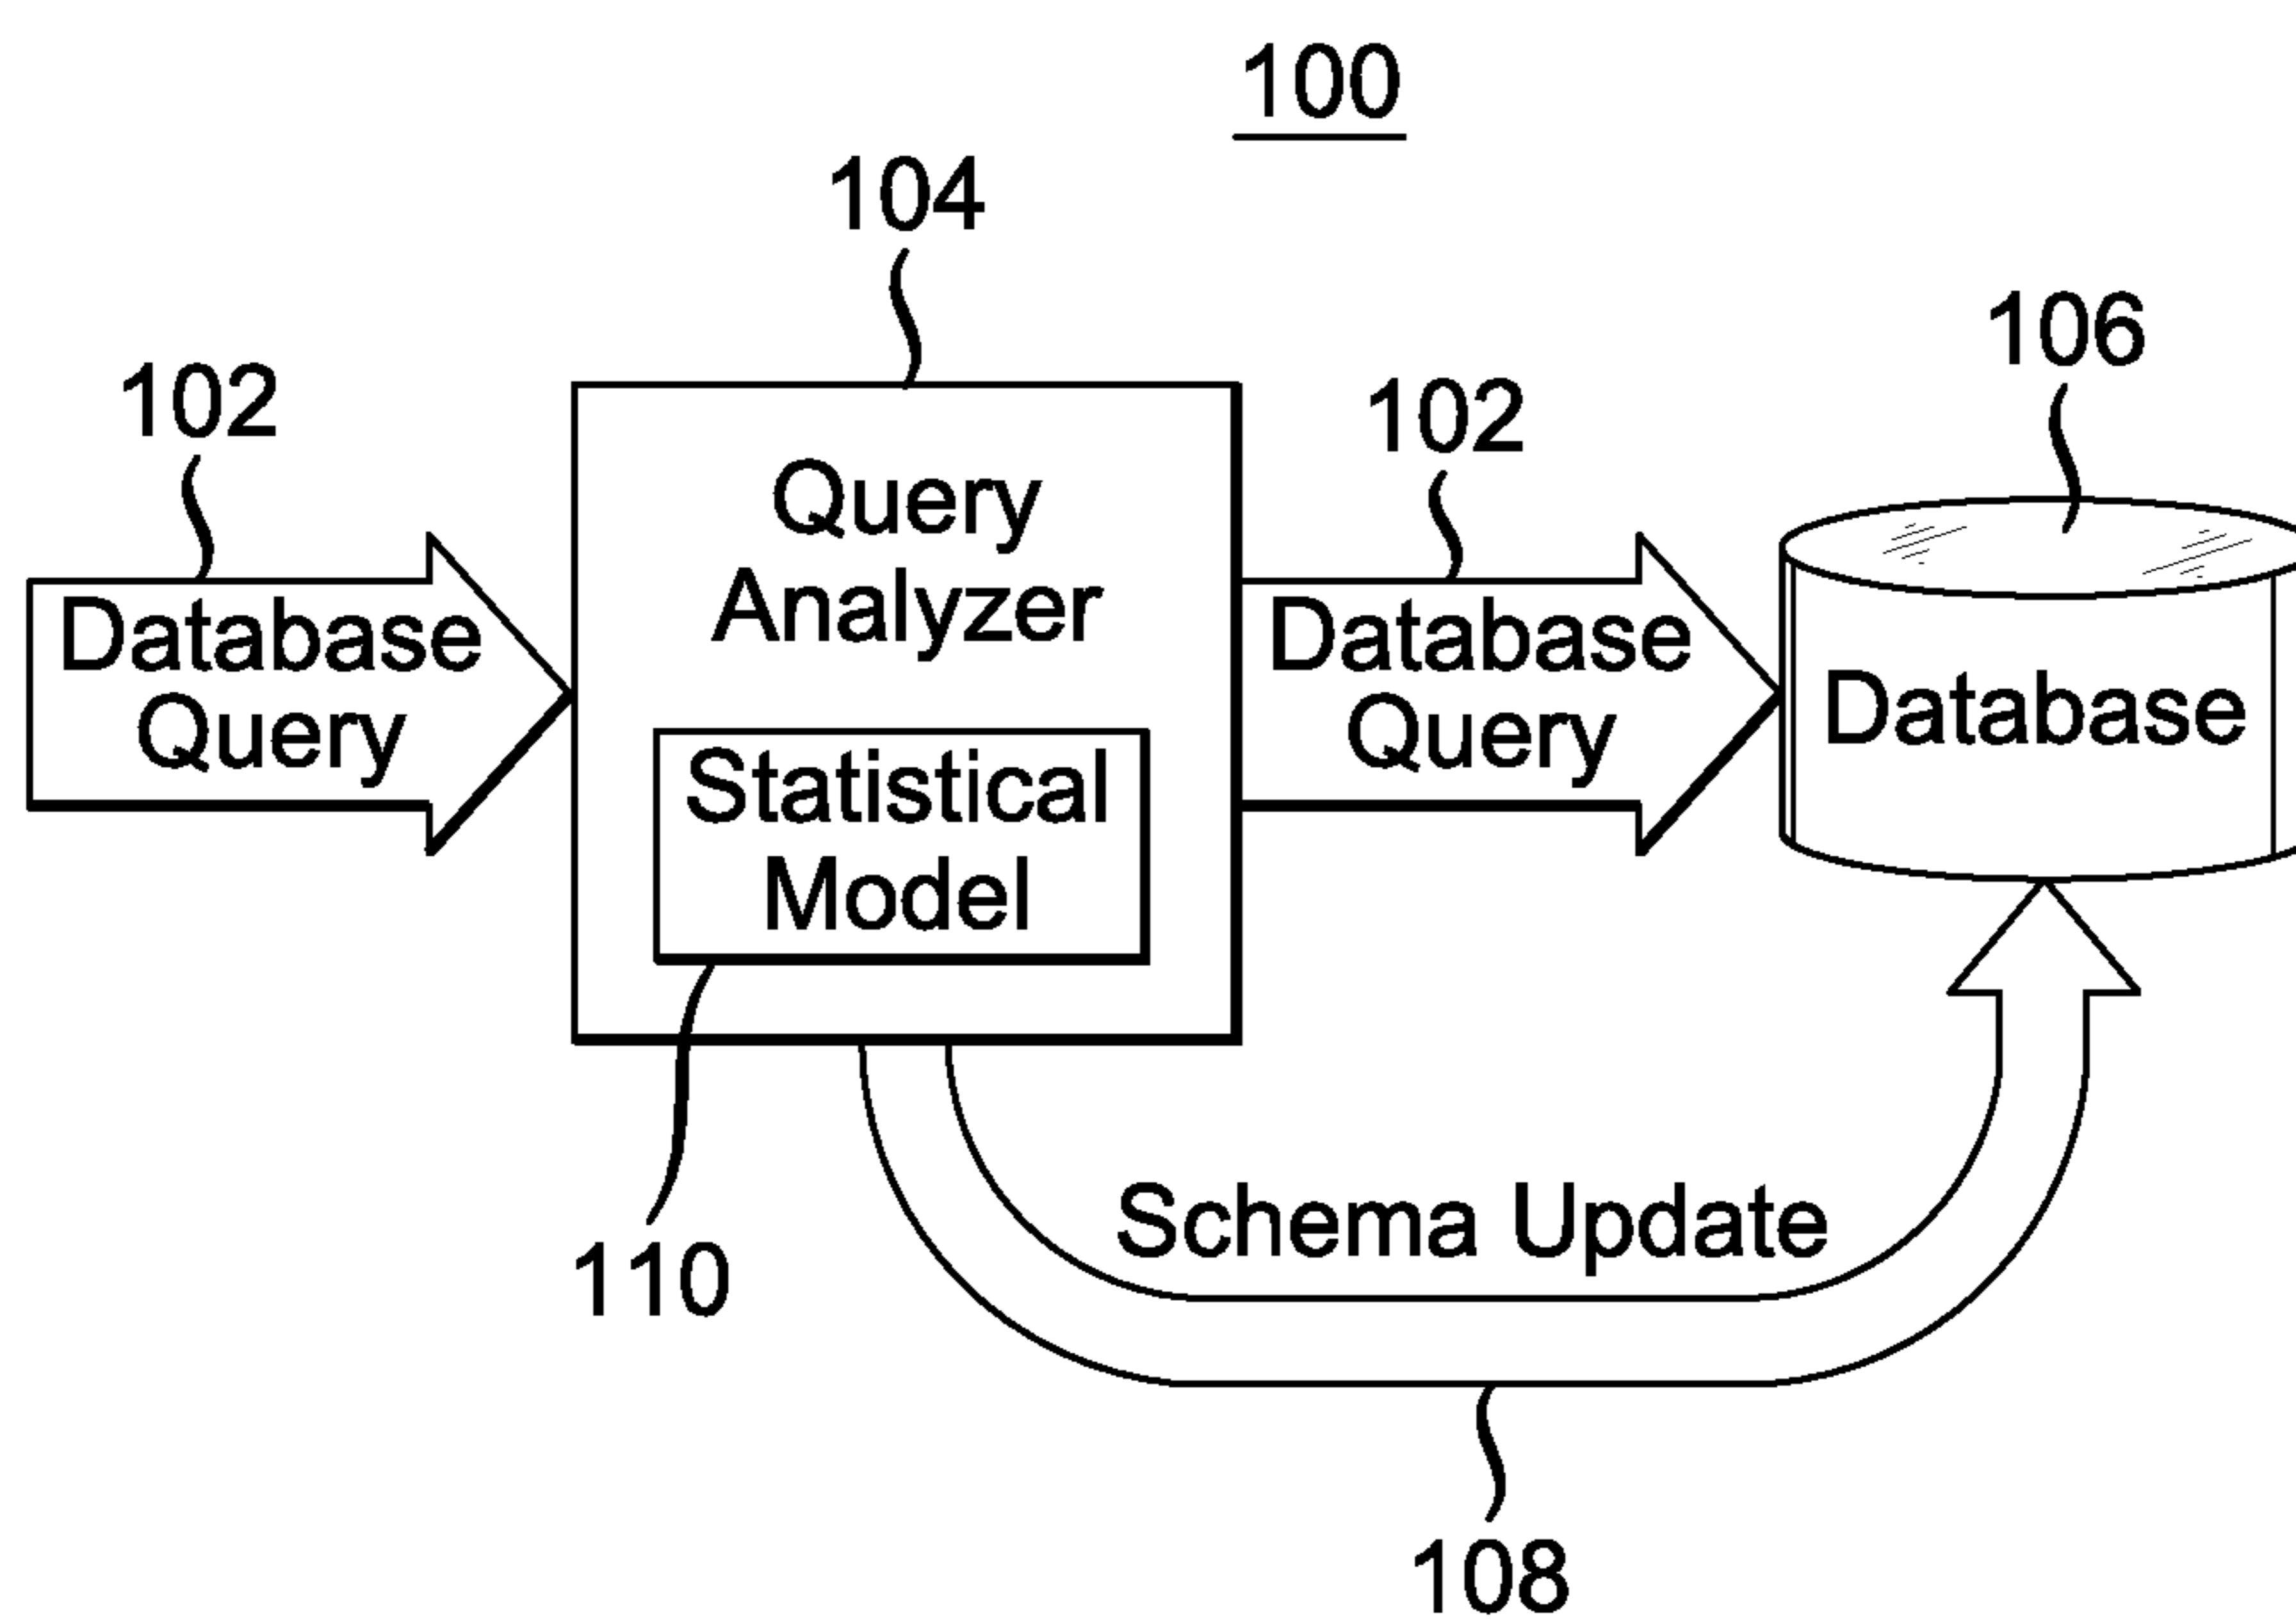 100
104
106
102
102
Query
Analyzer
Database
Query
Database
Query
Database
Statistical
Model
Schema Update
110
108